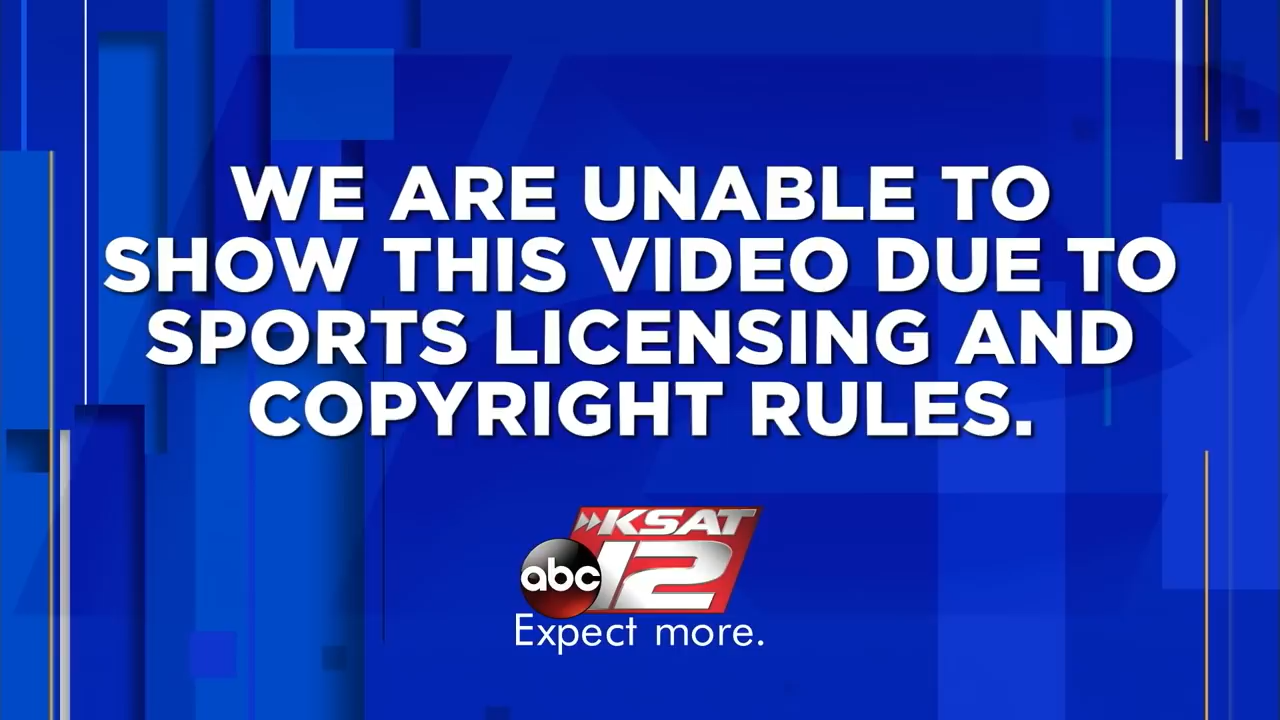 WE ARE UNABLE TO
SHOW THIS VIDEO DUE TO
SPORTS LICENSING AND
COPYRIGHT RULES.
KSAT
abc 12
Expect more.